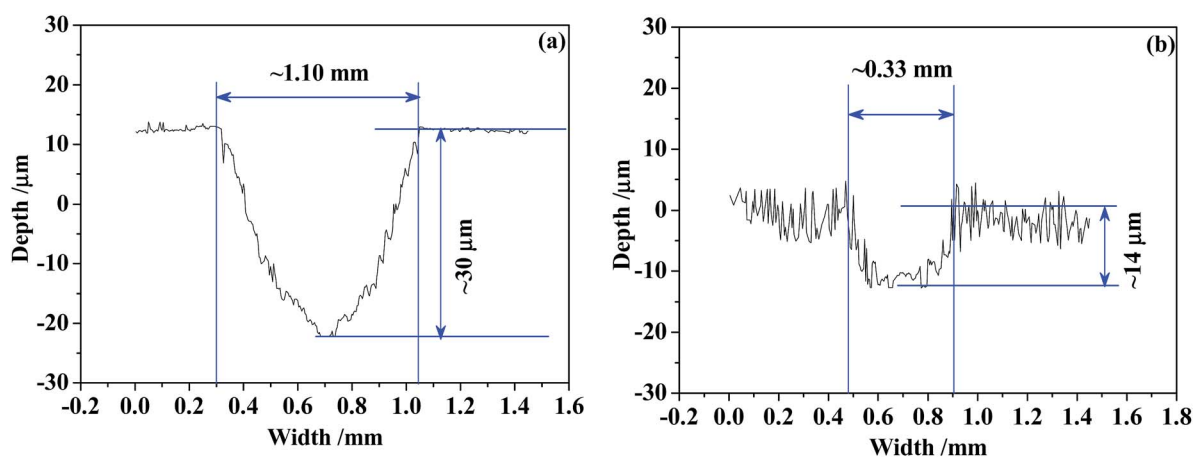 (a)
30
20
10
0
-10
-20
-30
Depth /μm
~1.10 mm
~30 μm
-0.2 0.0 0.2 0.4 0.6 0.8 1.0 1.2 1.4 1.6
Width /mm
(b)
30
20
10
0
-10
-20
-30
Depth /μm
~0.33 mm
~14 μm
-0.2 0.0 0.2 0.4 0.6 0.8 1.0 1.2 1.4 1.6 1.8
Width /mm